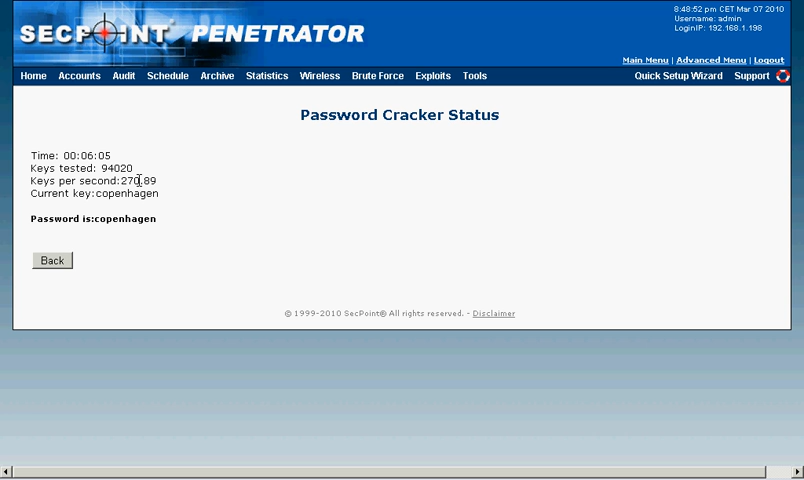 8:48:52 pm CET Mar 07 2010
Username: admin
LoginIP: 192.168.1.198
SECPOINT® PENETRATOR
Main Menu | Advanced Menu | Logout
Home Accounts Audit Schedule Archive Statistics Wireless Brute Force Exploits Tools Quick Setup Wizard Support
Password Cracker Status
Time: 00:06:05
Keys tested: 94020
Keys per second:270.89
Current key:copenhagen
Password is:copenhagen
Back
© 1999-2010 SecPoint® All rights reserved. - Disclaimer